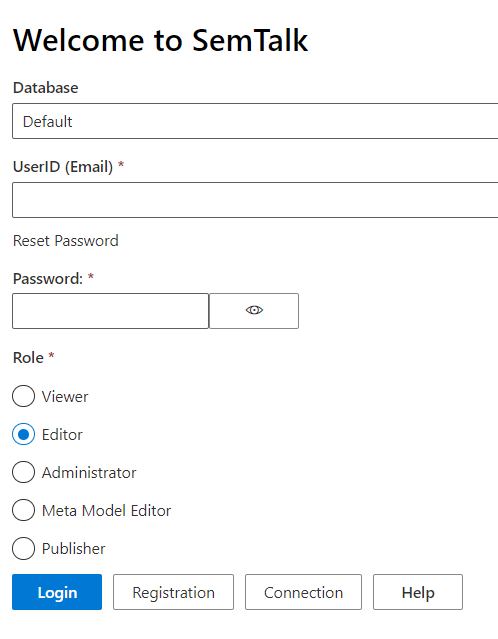 Welcome to SemTalk
Database
Default
UserID (Email) *
Reset Password
Password: *
Role *
Viewer
Editor
Administrator
Meta Model Editor
Publisher
Login Registration Connection Help